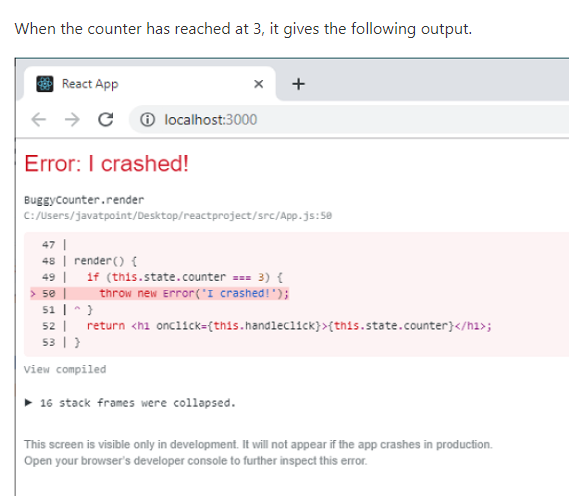 When the counter has reached at 3, it gives the following output.
React App × +
localhost:3000
Error: I crashed!
BuggyCounter.render
C:/Users/javatpoint/Desktop/reactproject/src/App.js:50
47 |
48 | render() {
49 |   if (this.state.counter === 3) {
> 50 |     throw new Error('I crashed!');
51 | ^ }
52 |   return <h1 onClick={this.handleClick}>{this.state.counter}</h1>;
53 | }
View compiled
▶ 16 stack frames were collapsed.
This screen is visible only in development. It will not appear if the app crashes in production.
Open your browser's developer console to further inspect this error.